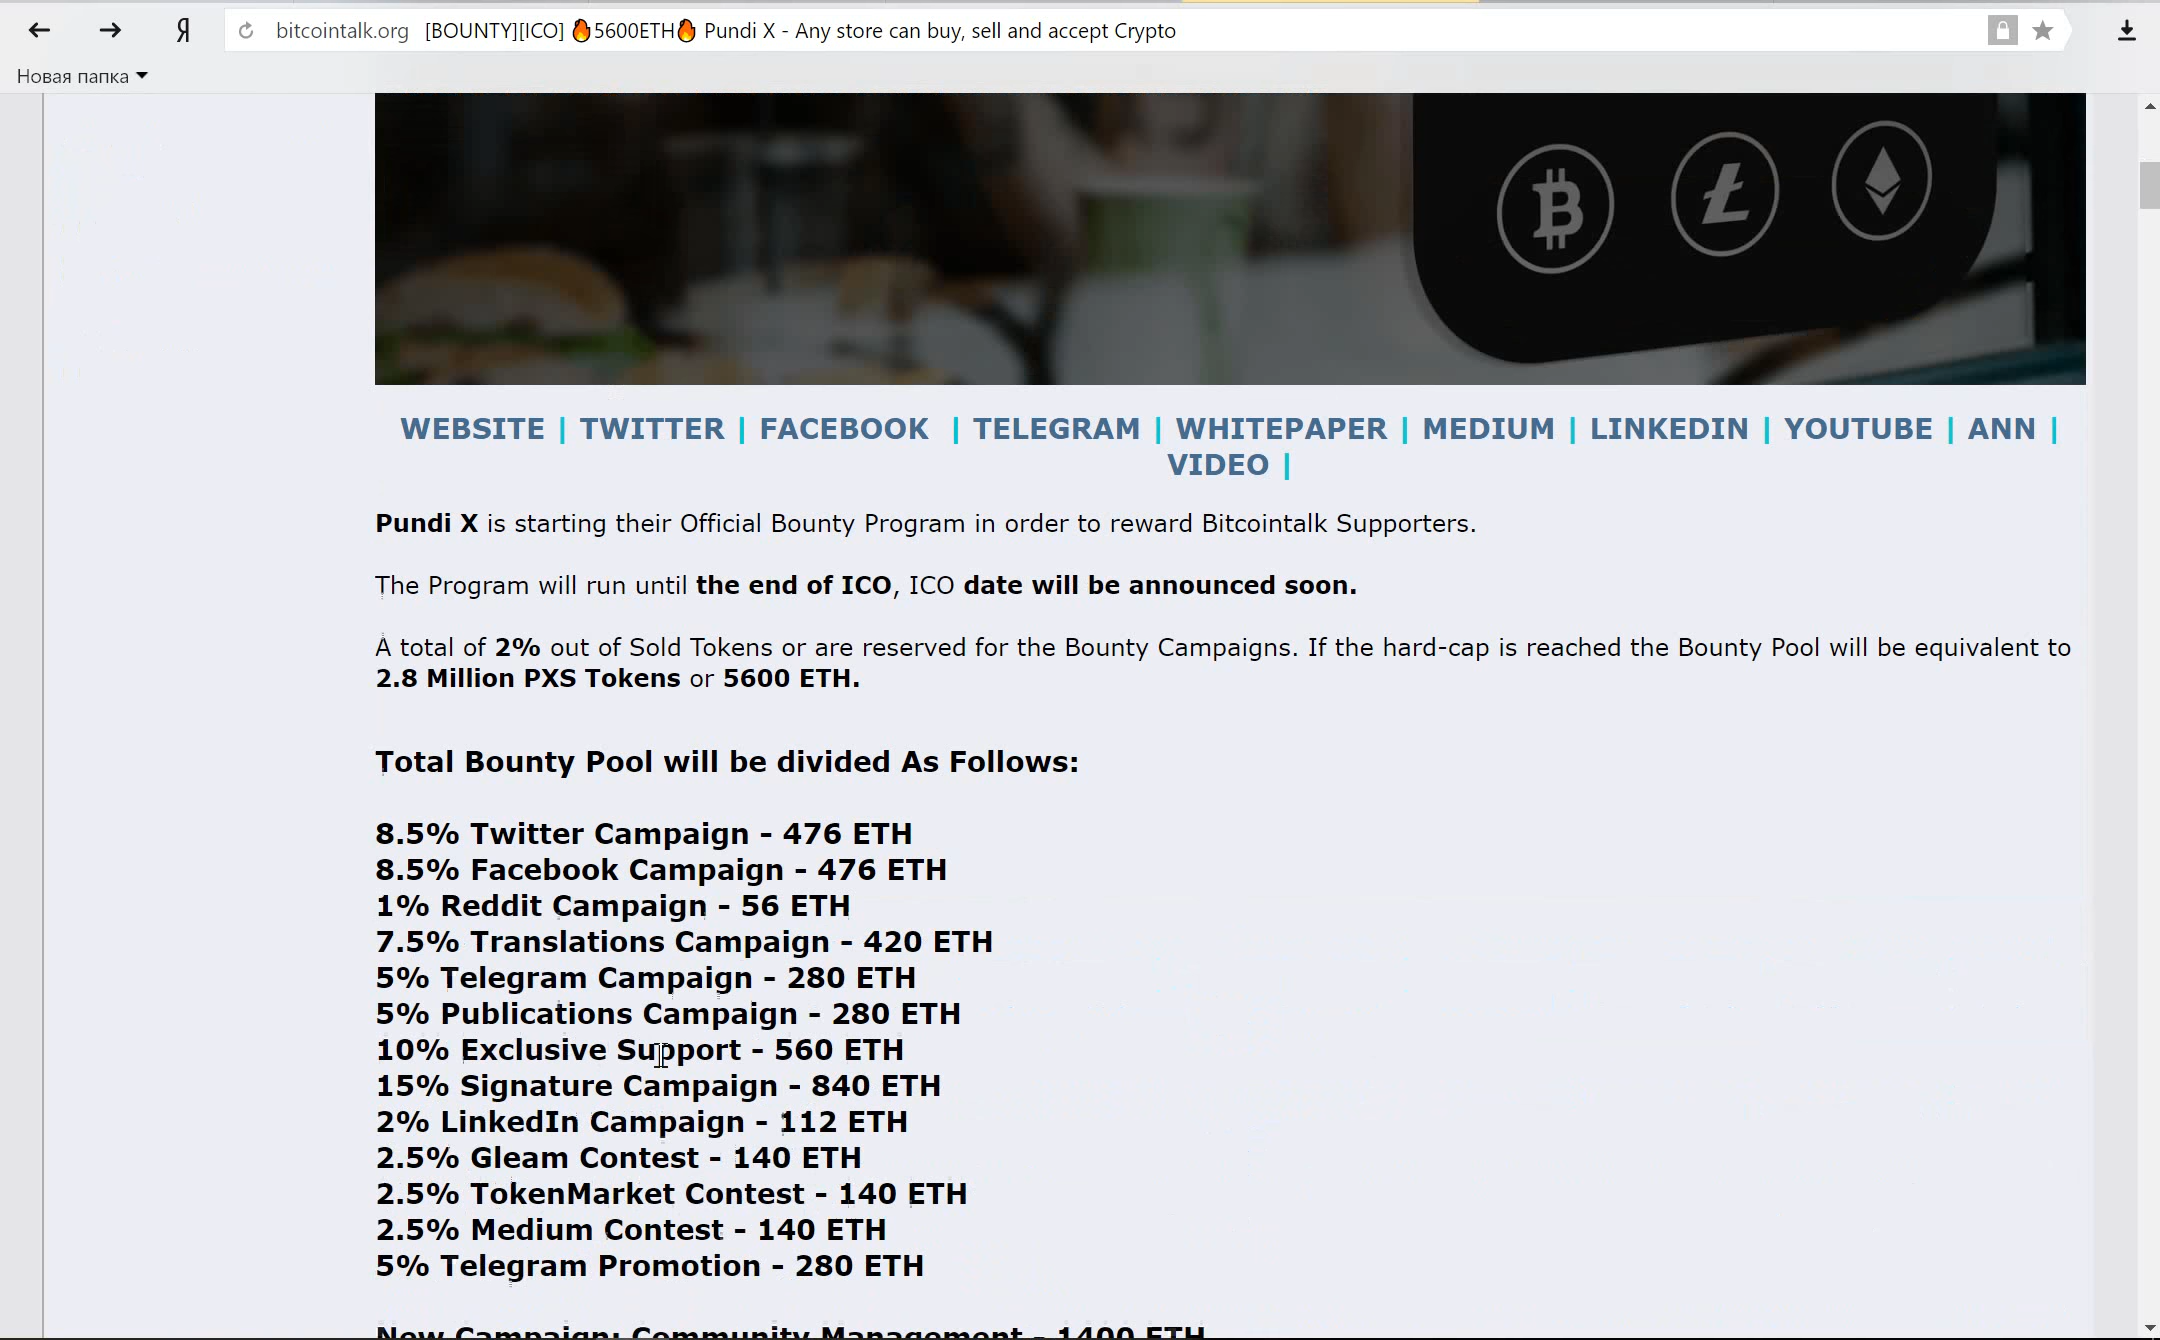 Я bitcointalk.org [BOUNTY][ICO] 🔥5600ETH🔥 Pundi X - Any store can buy, sell and accept Crypto
Новая папка
WEBSITE | TWITTER | FACEBOOK | TELEGRAM | WHITEPAPER | MEDIUM | LINKEDIN | YOUTUBE | ANN |
VIDEO |
Pundi X is starting their Official Bounty Program in order to reward Bitcointalk Supporters.
The Program will run until the end of ICO, ICO date will be announced soon.
A total of 2% out of Sold Tokens or are reserved for the Bounty Campaigns. If the hard-cap is reached the Bounty Pool will be equivalent to
2.8 Million PXS Tokens or 5600 ETH.
Total Bounty Pool will be divided As Follows:
8.5% Twitter Campaign - 476 ETH
8.5% Facebook Campaign - 476 ETH
1% Reddit Campaign - 56 ETH
7.5% Translations Campaign - 420 ETH
5% Telegram Campaign - 280 ETH
5% Publications Campaign - 280 ETH
10% Exclusive Support - 560 ETH
15% Signature Campaign - 840 ETH
2% LinkedIn Campaign - 112 ETH
2.5% Gleam Contest - 140 ETH
2.5% TokenMarket Contest - 140 ETH
2.5% Medium Contest - 140 ETH
5% Telegram Promotion - 280 ETH
New Campaign: Community Management - 1400 ETH